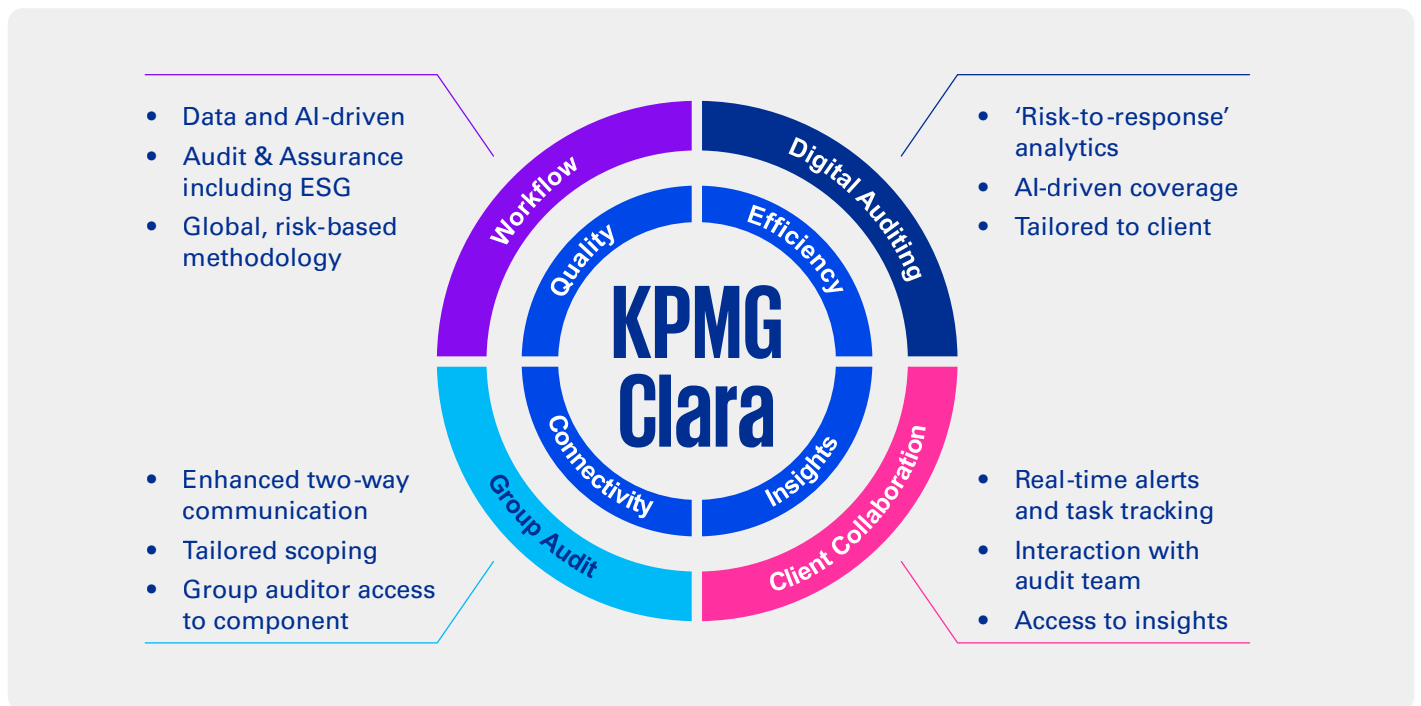 • Data and AI-driven
• Audit & Assurance
including ESG
• Global, risk-based
methodology
• ‘Risk-to-response’
analytics
• AI-driven coverage
• Tailored to client
Workflow
Digital Auditing
Quality
Efficiency
KPMG
Clara
Connectivity
Insights
Group Audit
Client Collaboration
• Enhanced two-way
communication
• Tailored scoping
• Group auditor access
to component
• Real-time alerts
and task tracking
• Interaction with
audit team
• Access to insights